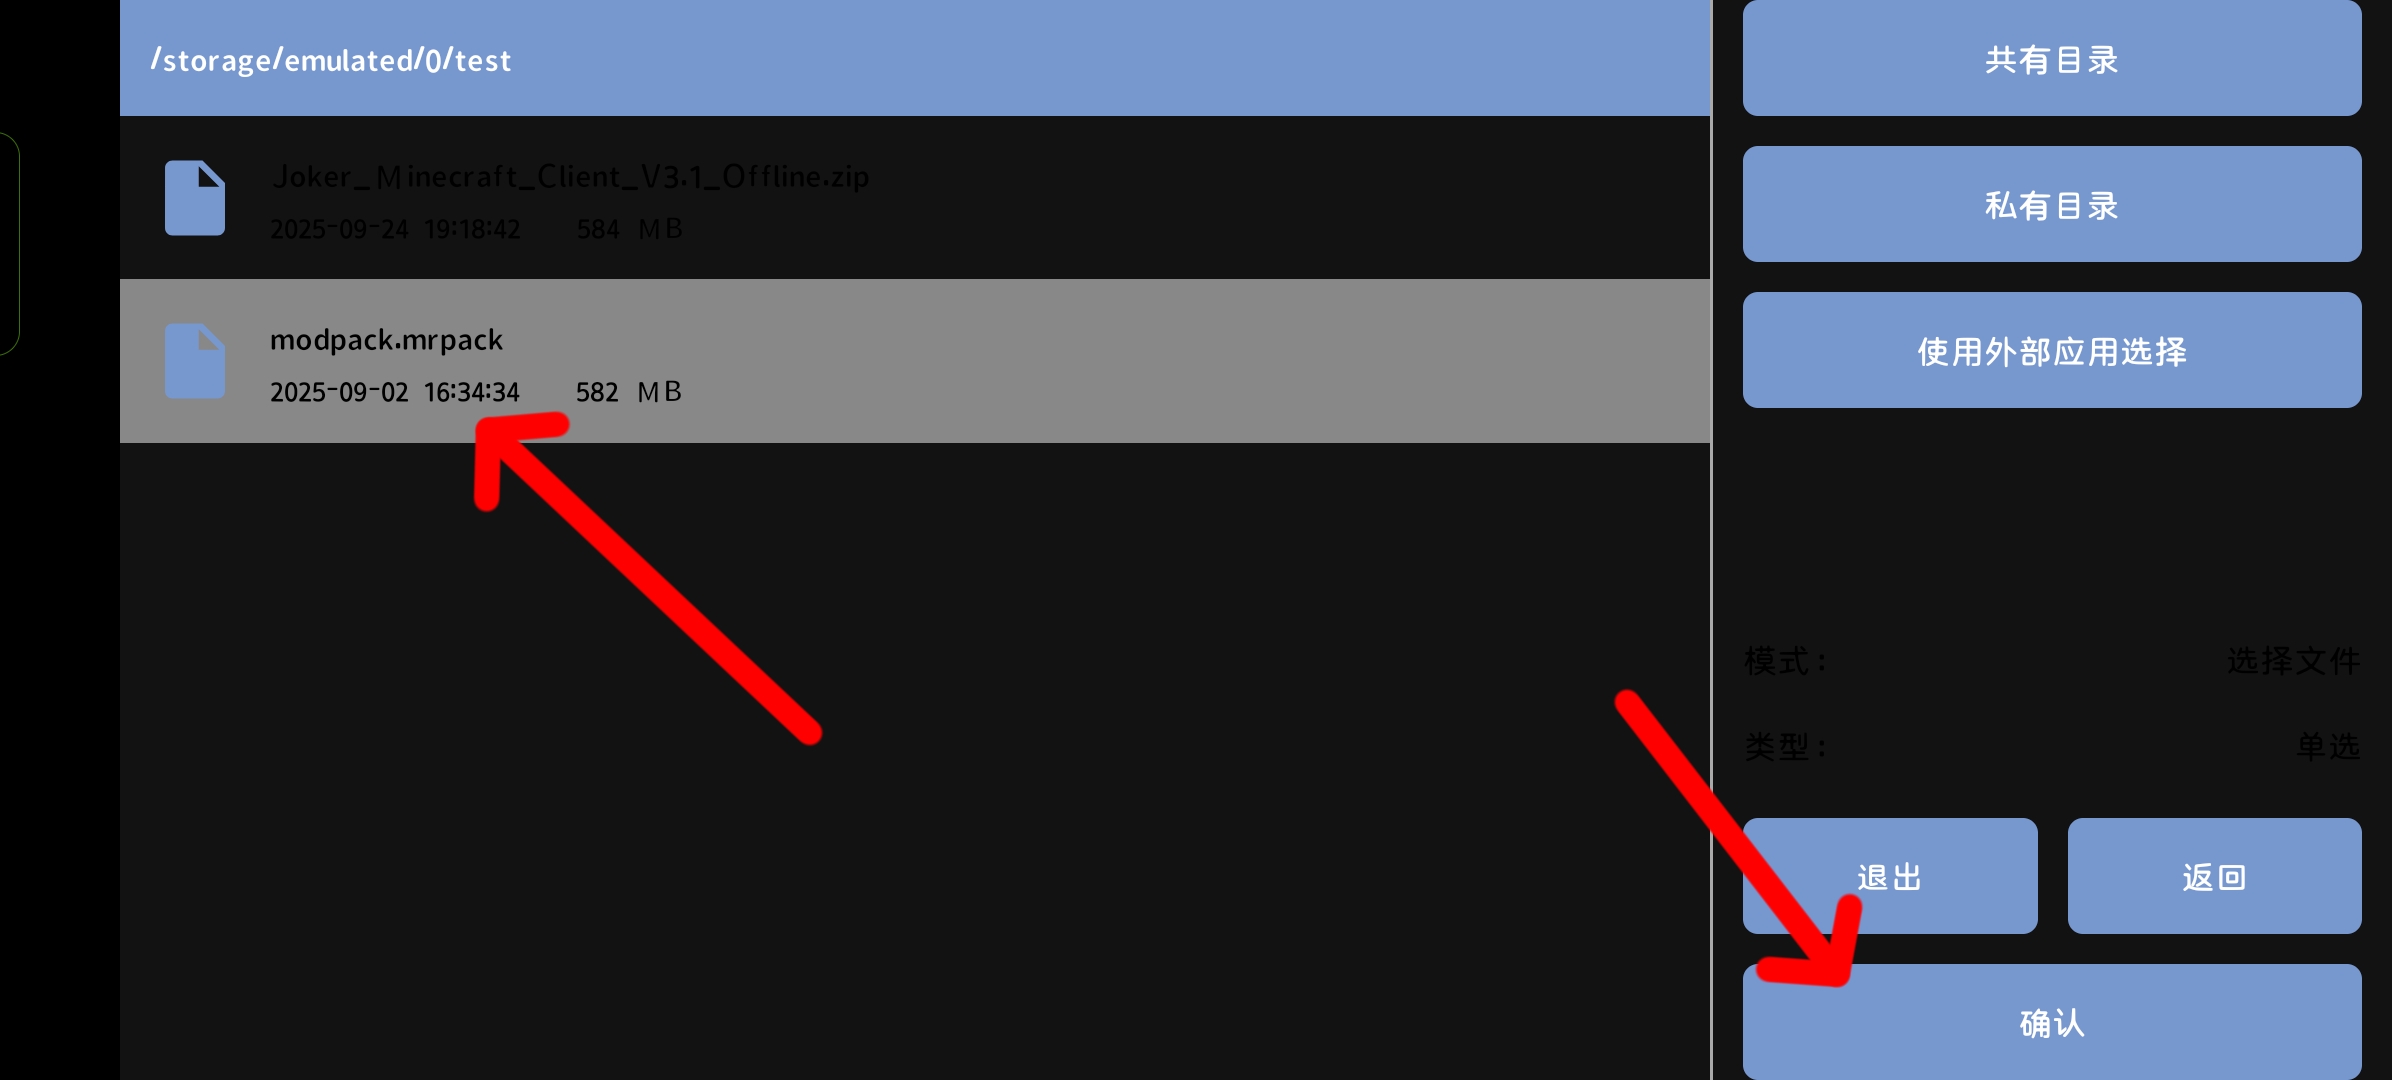 /storage/emulated/0/test
Joker_Minecraft_Client_V3.1_Offline.zip
2025-09-24 19:18:42 584 MB
modpack.mrpack
2025-09-02 16:34:34 582 MB
共有目录
私有目录
使用外部应用选择
模式: 选择文件
类型: 单选
退出 返回
确认